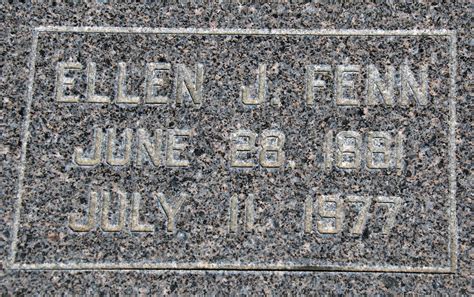 ELLEN J. FENN
JUNE 28, 1881
JULY 11, 1977